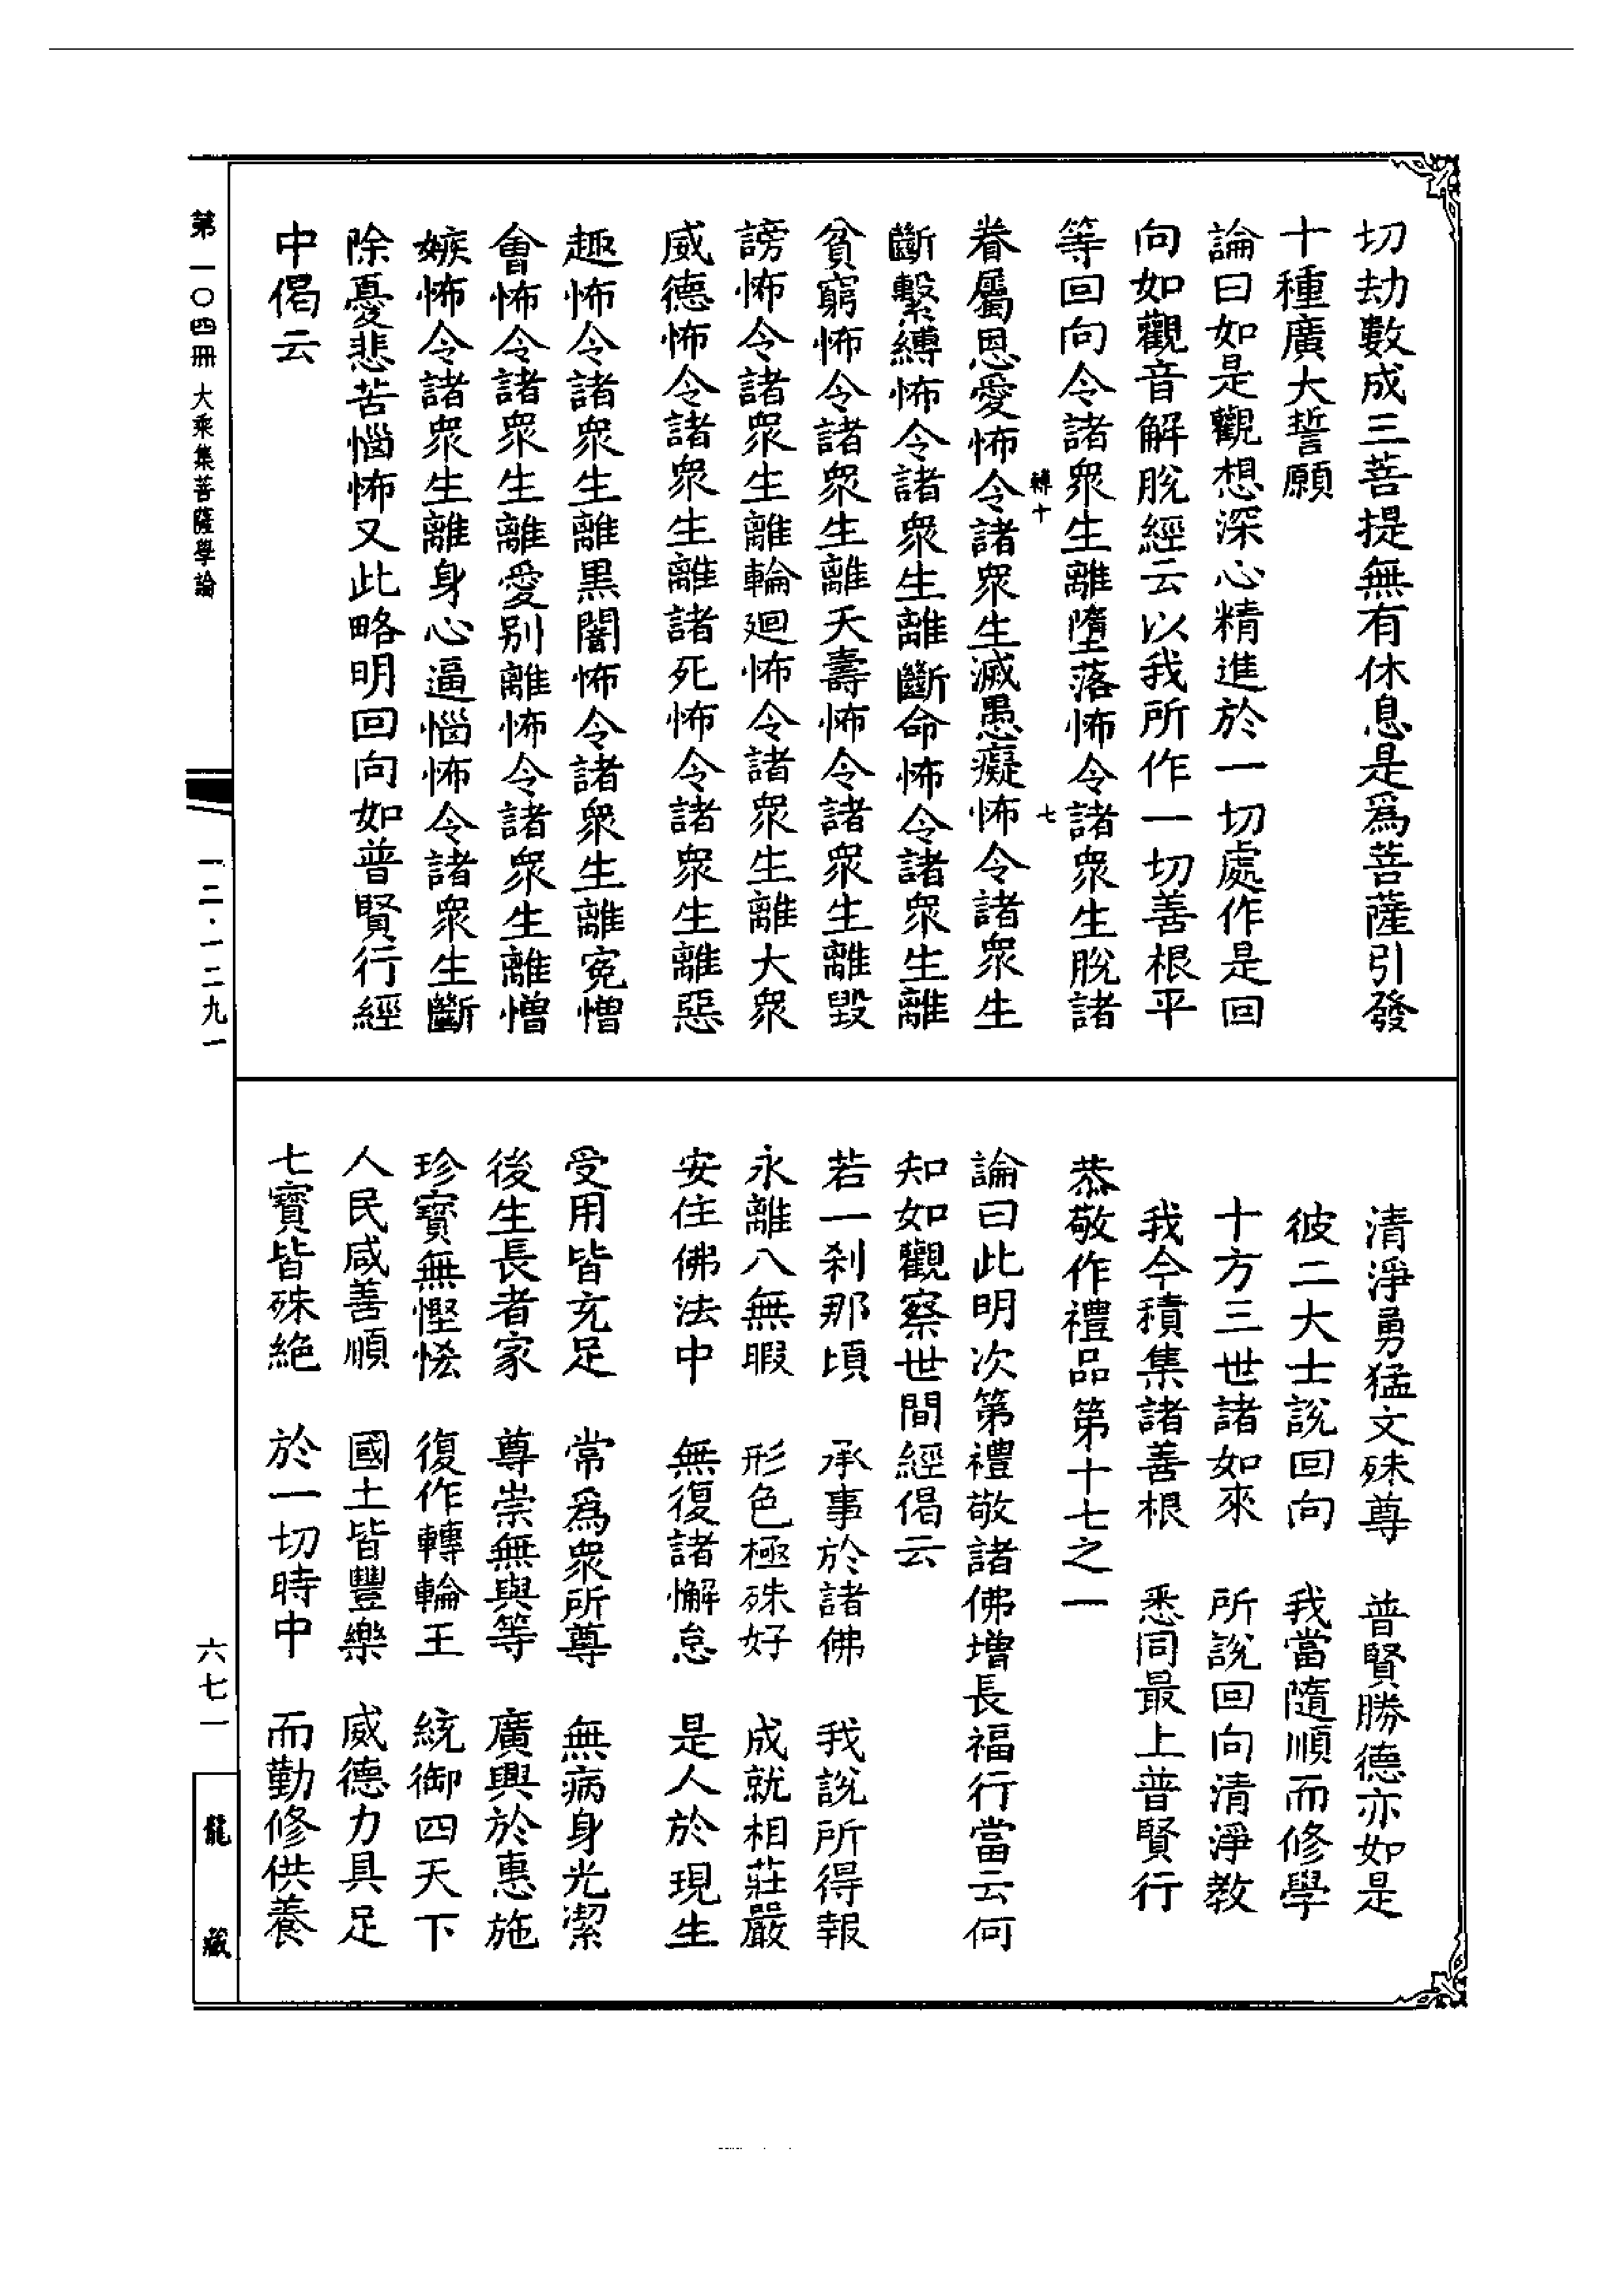 切劫數成三菩提無有休息是爲菩薩引發
十種廣大誓願
論曰如是觀想深心精進於一切處作是回
向如觀音解脫經云以我所作一切善根平
等回向令諸衆生離墮落怖令諸衆生脫諸
辇十 七
眷屬恩愛怖令諸衆生滅愚癡怖令諸衆生
斷繫縛怖令諸衆生離斷命怖令諸衆生離
貧窮怖令諸衆生離夭壽怖令諸衆生離毀
謗怖令諸衆生離輪廻怖令諸衆生離大衆
威德怖令諸衆生離諸死怖令諸衆生離惡
趣怖令諸衆生離黑闇怖令諸衆生離寃憎
會怖令諸衆生離愛別離怖令諸衆生離憎
嫉怖令諸衆生離身心逼惱怖令諸衆生斷
除憂悲苦惱怖又此略明回向如普賢行經
中偈云
清淨勇猛文殊尊 普賢勝德亦如是
彼二大士說回向 我當隨順而修學
十方三世諸如來 所說回向清淨教
我今積集諸善根 悉同最上普賢行
恭敬作禮品第十七之一
論曰此明次第禮敬諸佛增長福行當云何
知如觀察世間經偈云
若一剎那頃 承事於諸佛 我說所得報
永離八無暇 形色極殊好 成就相莊嚴
安住佛法中 無復諸懈怠 是人於現生
受用皆充足 常爲衆所尊 無病身光潔
後生長者家 尊崇無與等 廣興於惠施
珍寶無慳悋 復作轉輪王 統御四天下
人民咸善順 國土皆豐樂 威德力具足
七寶皆殊絕 於一切時中 而勤修供養
第一〇四冊 大乘集菩薩學論
一二·一二九一
六七一
龍藏